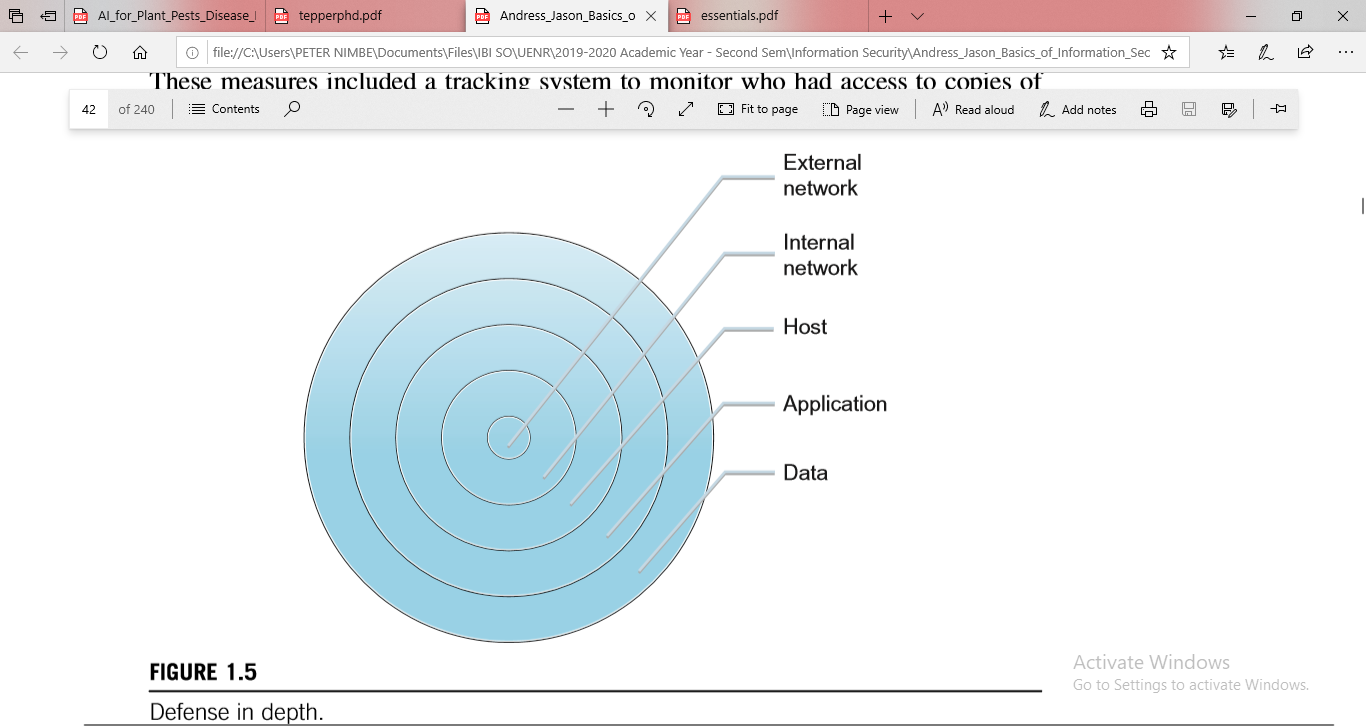 AI_for_Plant_Pests_Disease_
tepperphd.pdf
Andress_Jason_Basics_o
essentials.pdf
file://C:\Users\PETER NIMBE\Documents\Files\IBI SO\UENR\2019-2020 Academic Year - Second Sem\Information Security\Andress_Jason_Basics_of_Information_Sec
These measures included a tracking system to monitor who had access to copies of
42 of 240 Contents Fit to page Page view Read aloud Add notes
External
network
Internal
network
Host
Application
Data
FIGURE 1.5
Defense in depth.
Activate Windows
Go to Settings to activate Windows.